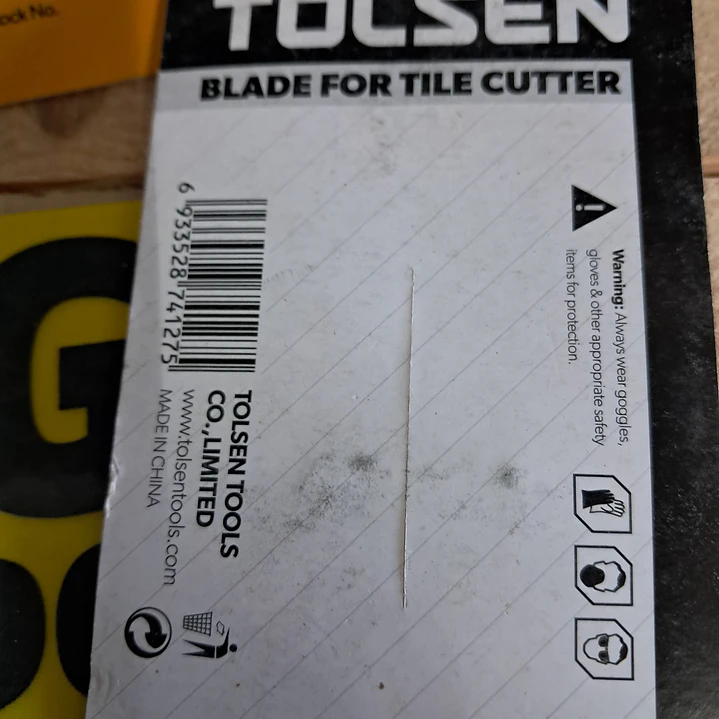 ock No.
TOLSEN
BLADE FOR TILE CUTTER
Warning: Always wear goggles,
gloves & other appropriate safety
items for protection.
6 933528 741275
TOLSEN TOOLS
CO., LIMITED
www.tolsentools.com
MADE IN CHINA
G